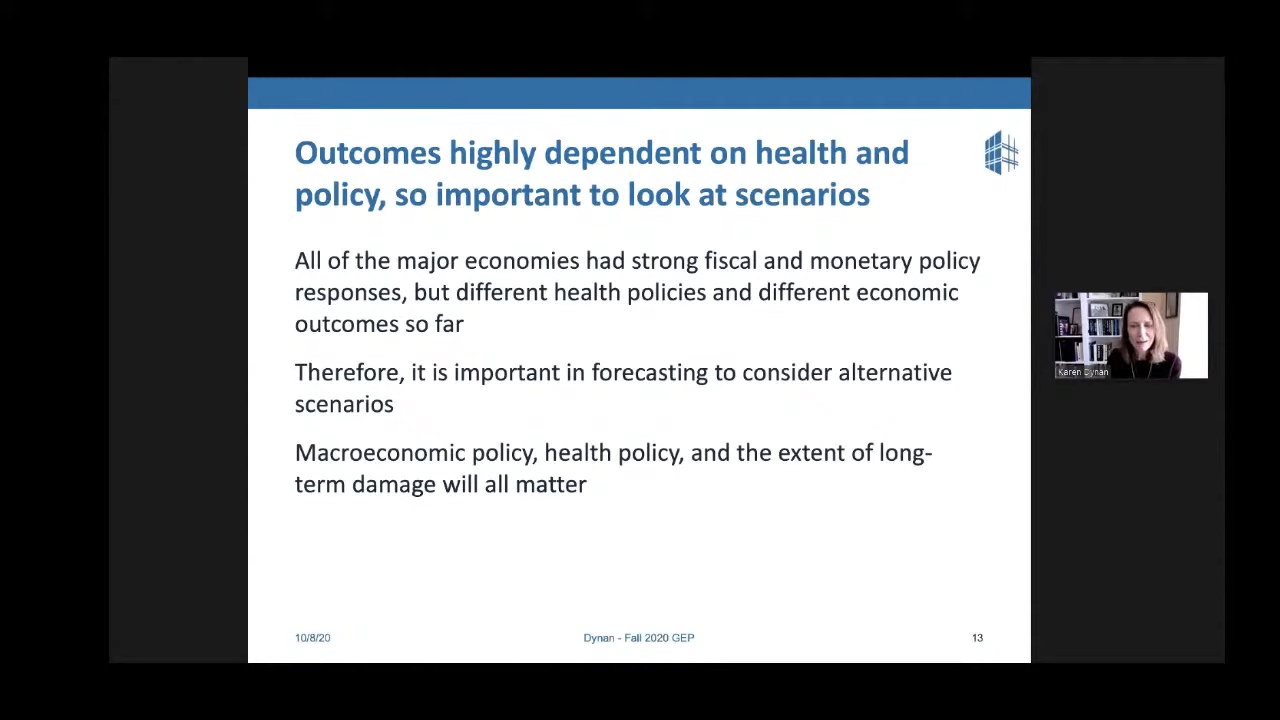 Outcomes highly dependent on health and
policy, so important to look at scenarios
All of the major economies had strong fiscal and monetary policy
responses, but different health policies and different economic
outcomes so far
Therefore, it is important in forecasting to consider alternative
scenarios
Macroeconomic policy, health policy, and the extent of long-
term damage will all matter
10/8/20
Dynan - Fall 2020 GEP
13
Karen Dynan